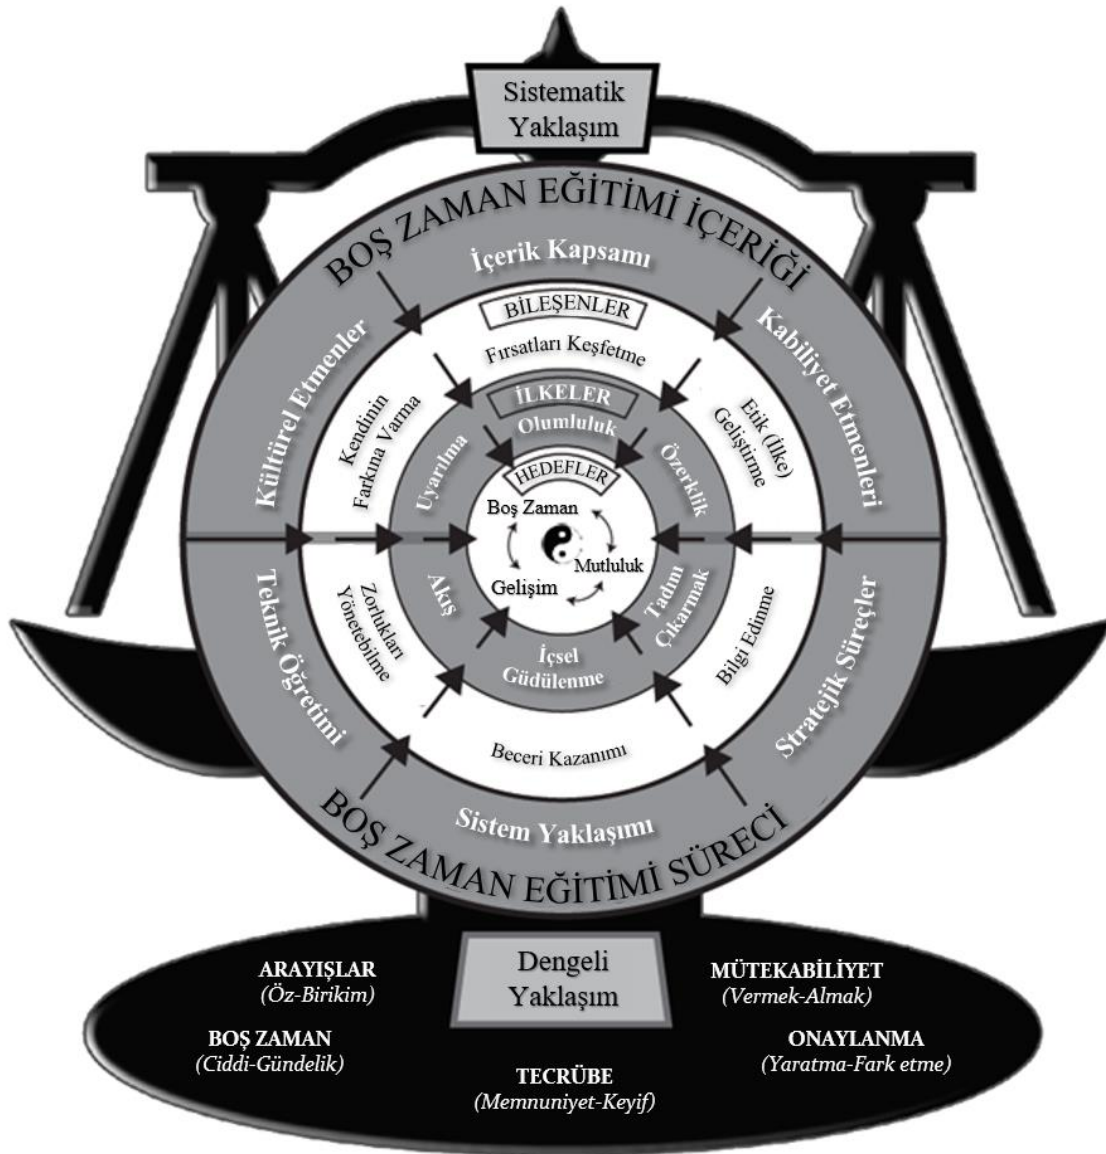 Sistematik
Yaklaşım
BOŞ ZAMAN EĞİTİMİ İÇERİĞİ
İçerik Kapsamı
Kültürel Etmenler
Kabiliyet Etmenleri
BİLEŞENLER
Fırsatları Keşfetme
Kendinin
Farkına Varma
Etik (İlke)
Geliştirme
İLKELER
Olumluluk
Uyarılma
Özerklik
HEDEFLER
Boş Zaman
Mutluluk
Gelişim
Akış
Tadını
Çıkarmak
İçsel
Güdülenme
Zorlukları
Yönetebilme
Bilgi Edinme
Beceri Kazanımı
Teknik Öğretimi
Stratejik Süreçler
Sistem Yaklaşımı
BOŞ ZAMAN EĞİTİMİ SÜRECİ
Dengeli
Yaklaşım
ARAYIŞLAR
(Öz-Birikim)
MÜTEKABİLİYET
(Vermek-Almak)
BOŞ ZAMAN
(Ciddi-Gündelik)
ONAYLANMA
(Yaratma-Fark etme)
TECRÜBE
(Memnuniyet-Keyif)